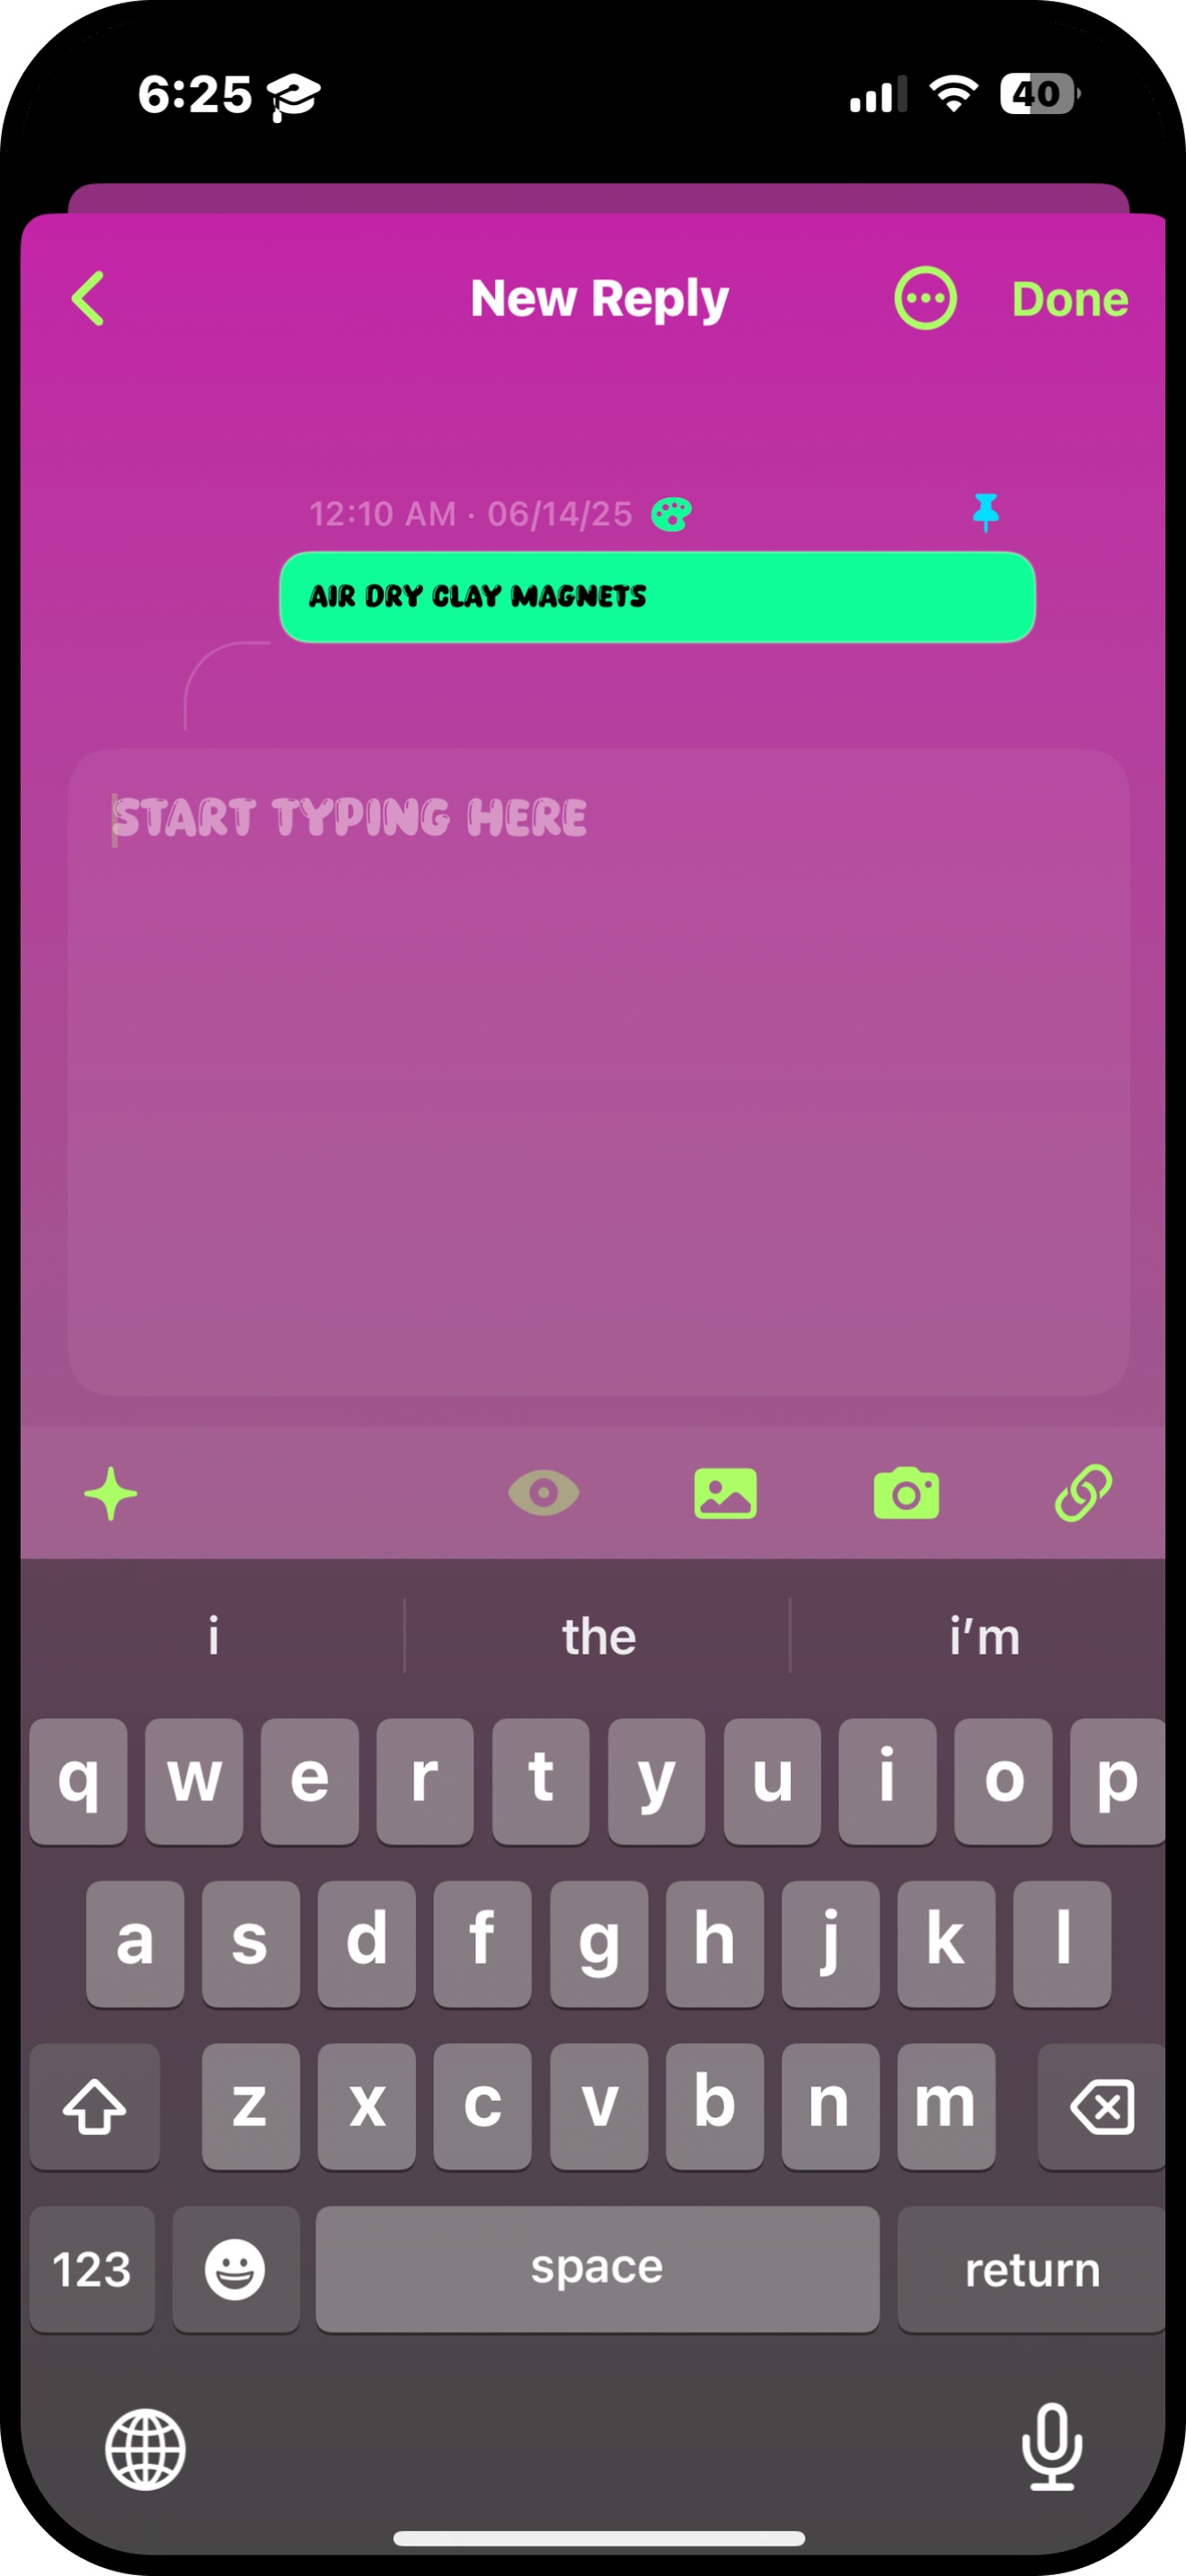 6:25
40
New Reply
Done
12:10 AM · 06/14/25
AIR DRY CLAY MAGNETS
START TYPING HERE
i the i’m
q w e r t y u i o p
a s d f g h j k l
z x c v b n m
123 space return